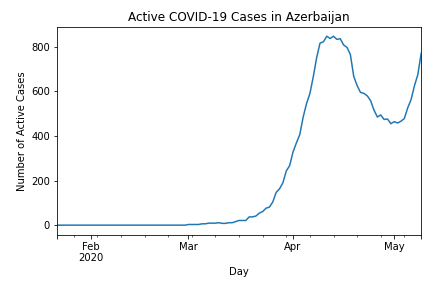 Active COVID-19 Cases in Azerbaijan
Number of Active Cases
800
600
400
200
0
Feb
2020
Mar
Apr
May
Day